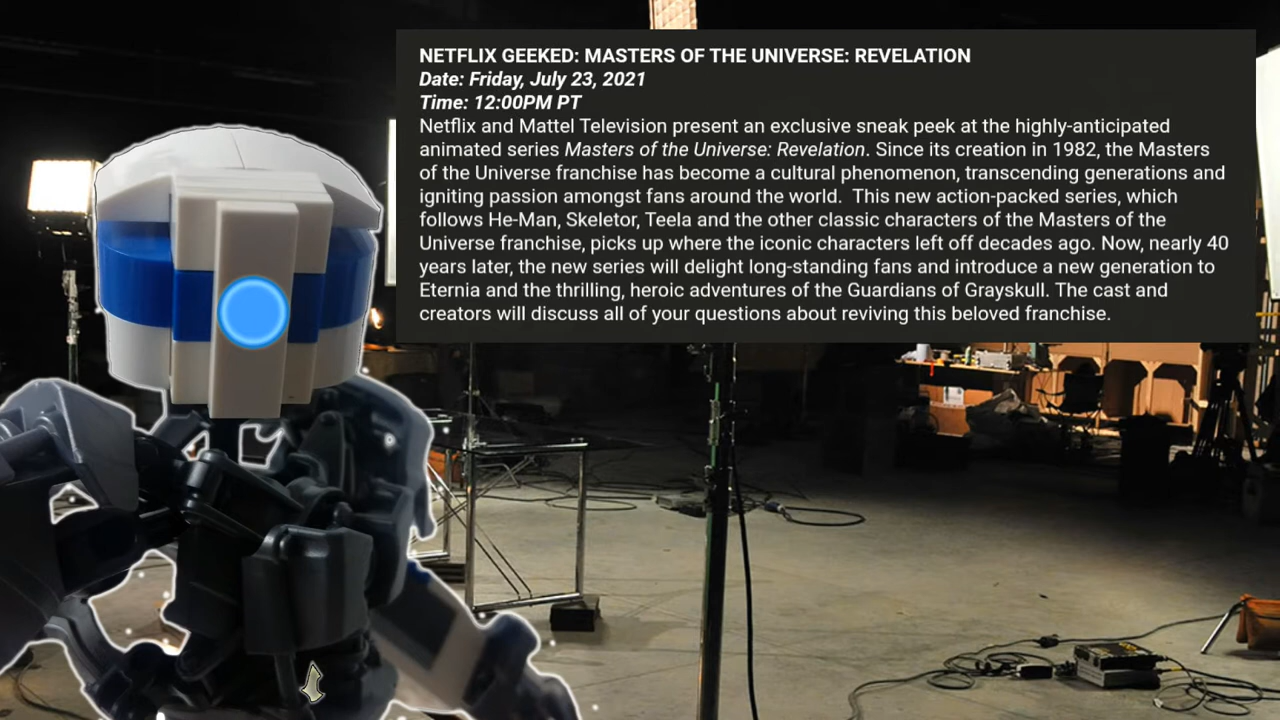 NETFLIX GEEKED: MASTERS OF THE UNIVERSE: REVELATION
Date: Friday, July 23, 2021
Time: 12:00PM PT
Netflix and Mattel Television present an exclusive sneak peek at the highly-anticipated
animated series Masters of the Universe: Revelation. Since its creation in 1982, the Masters
of the Universe franchise has become a cultural phenomenon, transcending generations and
igniting passion amongst fans around the world.  This new action-packed series, which
follows He-Man, Skeletor, Teela and the other classic characters of the Masters of the
Universe franchise, picks up where the iconic characters left off decades ago. Now, nearly 40
years later, the new series will delight long-standing fans and introduce a new generation to
Eternia and the thrilling, heroic adventures of the Guardians of Grayskull. The cast and
creators will discuss all of your questions about reviving this beloved franchise.